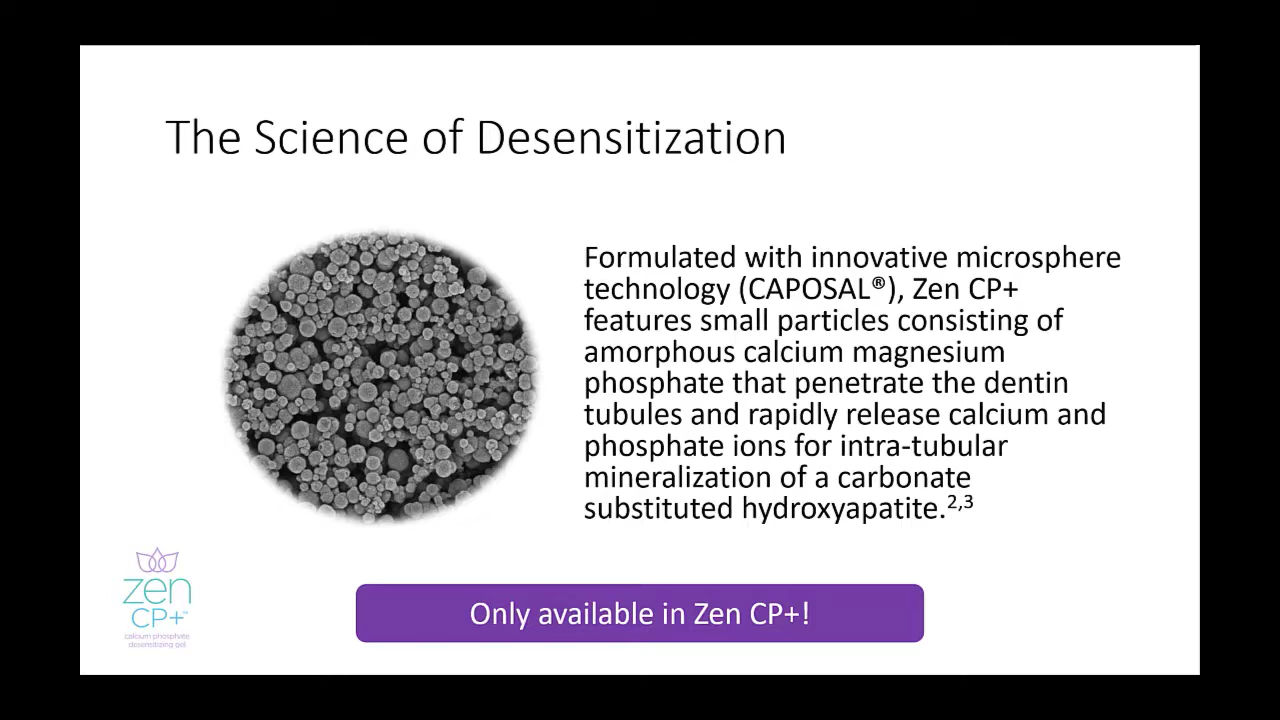 The Science of Desensitization
Formulated with innovative microsphere
technology (CAPOSAL®), Zen CP+
features small particles consisting of
amorphous calcium magnesium
phosphate that penetrate the dentin
tubules and rapidly release calcium and
phosphate ions for intra-tubular
mineralization of a carbonate
substituted hydroxyapatite.2,3
zen
CP+™
calcium phosphate
desensitizing gel
Only available in Zen CP+!